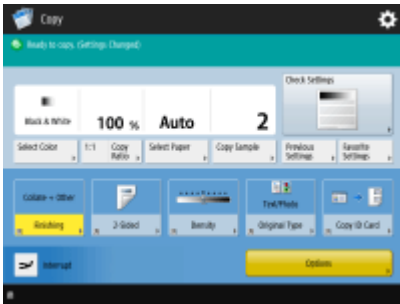 Copy
Ready to copy. (Settings Changed)
Check Settings
Black & White
100 %
Auto
2
Select Color
1:1
Copy Ratio
Select Paper
Copy Sample
Previous Settings
Favorite Settings
Collate + Offset
Text/Photo
Finishing
2-Sided
Density
Original Type
Copy ID Card
Interrupt
Options